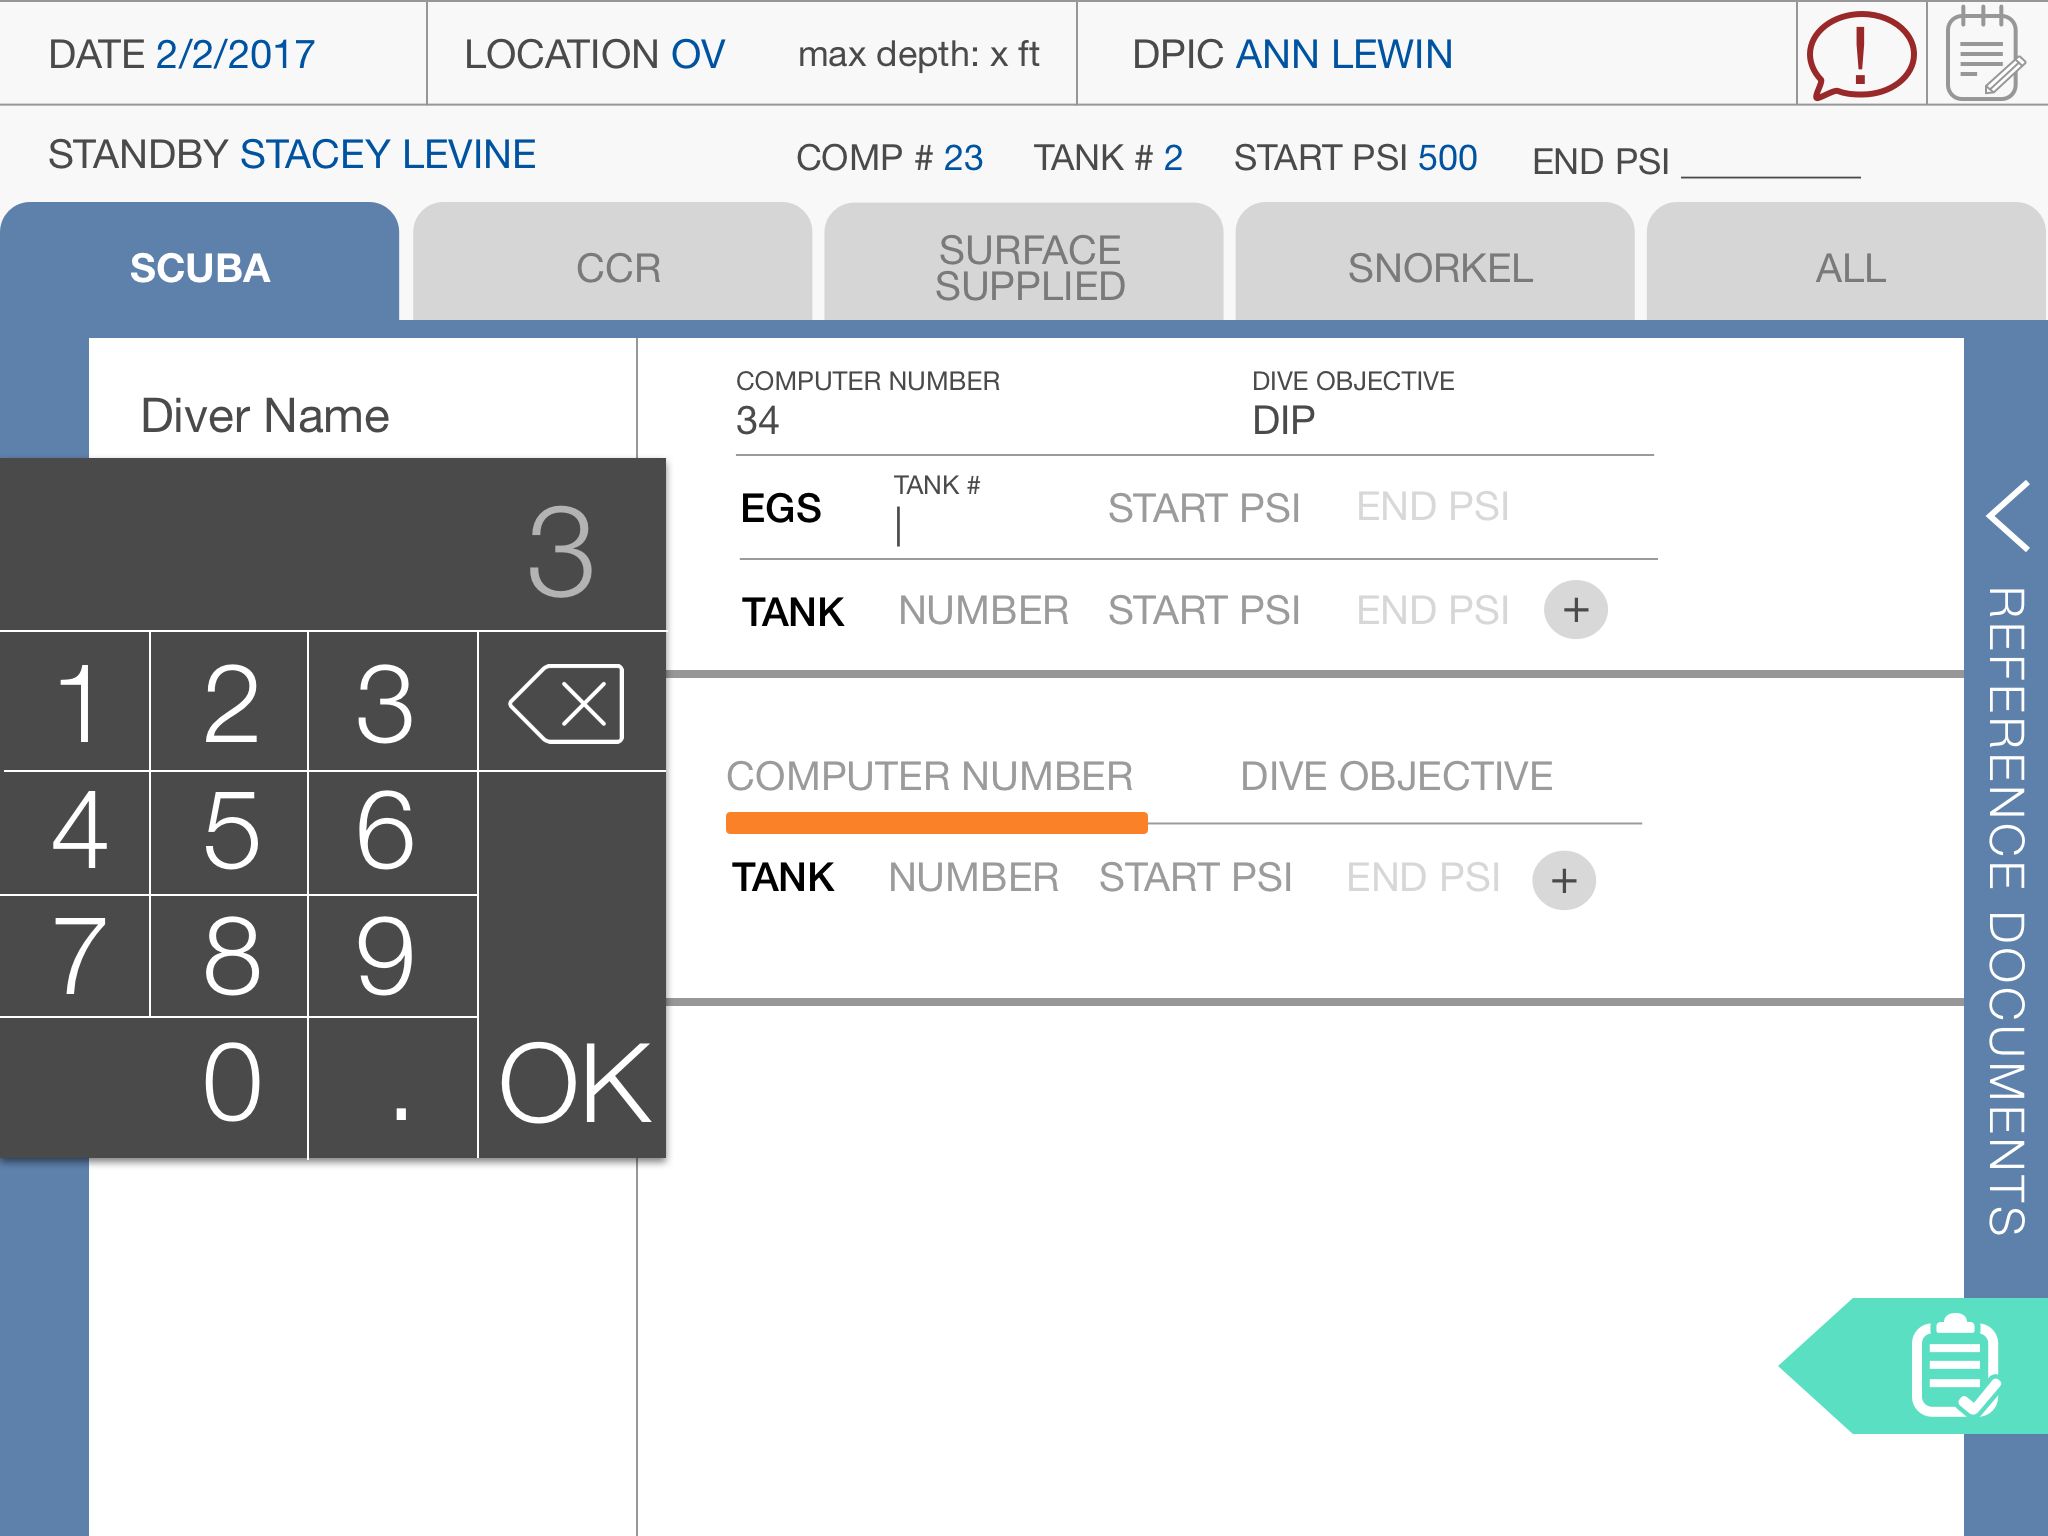 DATE 2/2/2017 LOCATION OV max depth: x ft DPIC ANN LEWIN !
STANDBY STACEY LEVINE COMP # 23 TANK # 2 START PSI 500 END PSI
SCUBA CCR SURFACE SUPPLIED SNORKEL ALL
Diver Name
COMPUTER NUMBER DIVE OBJECTIVE
34 DIP
TANK #
EGS START PSI END PSI
TANK NUMBER START PSI END PSI +
COMPUTER NUMBER DIVE OBJECTIVE
TANK NUMBER START PSI END PSI +
3
1 2 3
4 5 6
7 8 9
0 . OK
REFERENCE DOCUMENTS